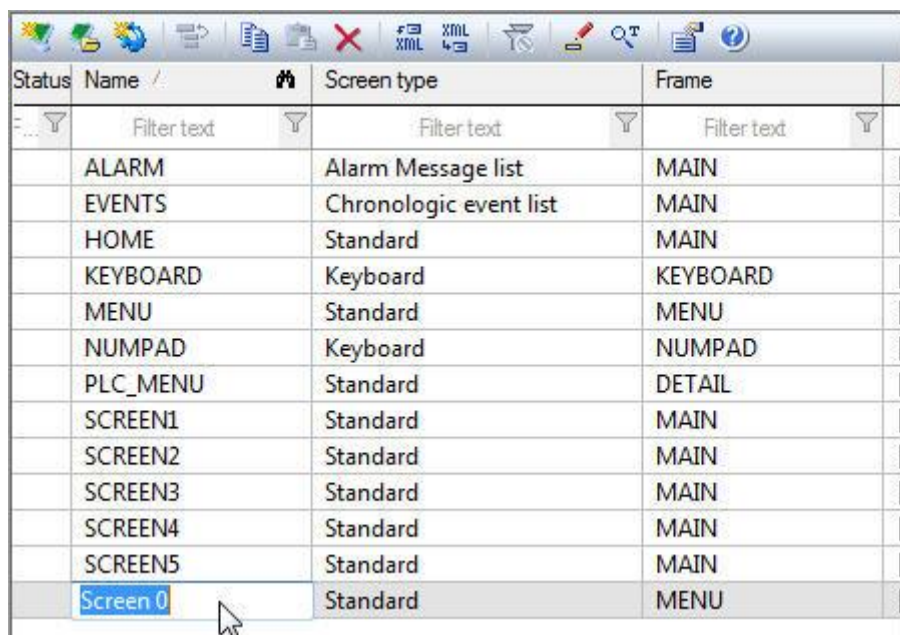 XML XML
Status Name Screen type Frame
F... Filter text Filter text Filter text
ALARM Alarm Message list MAIN
EVENTS Chronologic event list MAIN
HOME Standard MAIN
KEYBOARD Keyboard KEYBOARD
MENU Standard MENU
NUMPAD Keyboard NUMPAD
PLC_MENU Standard DETAIL
SCREEN1 Standard MAIN
SCREEN2 Standard MAIN
SCREEN3 Standard MAIN
SCREEN4 Standard MAIN
SCREEN5 Standard MAIN
Screen 0 Standard MENU